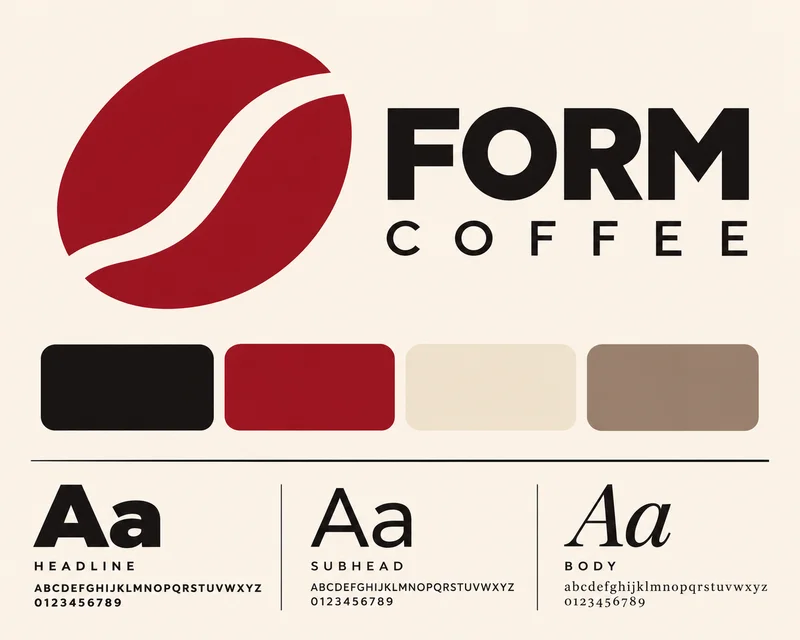 FORM
COFFEE
Aa
HEADLINE
ABCDEFGHIJKLMNOPQRSTUVWXYZ
0123456789
Aa
SUBHEAD
ABCDEFGHIJKLMNOPQRSTUVWXYZ
0123456789
Aa
BODY
abcdefghijklmnopqrstuvwxyz
0123456789